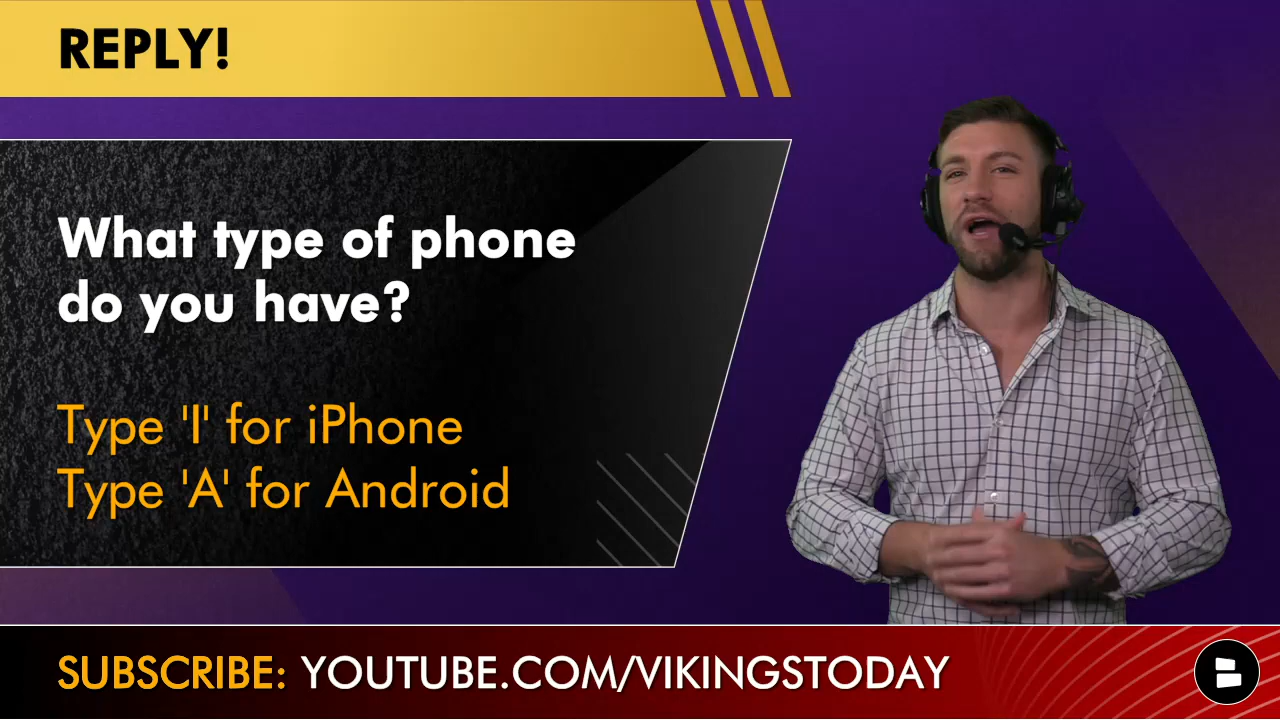 REPLY!
What type of phone
do you have?
Type 'I' for iPhone
Type 'A' for Android
SUBSCRIBE: YOUTUBE.COM/VIKINGSTODAY